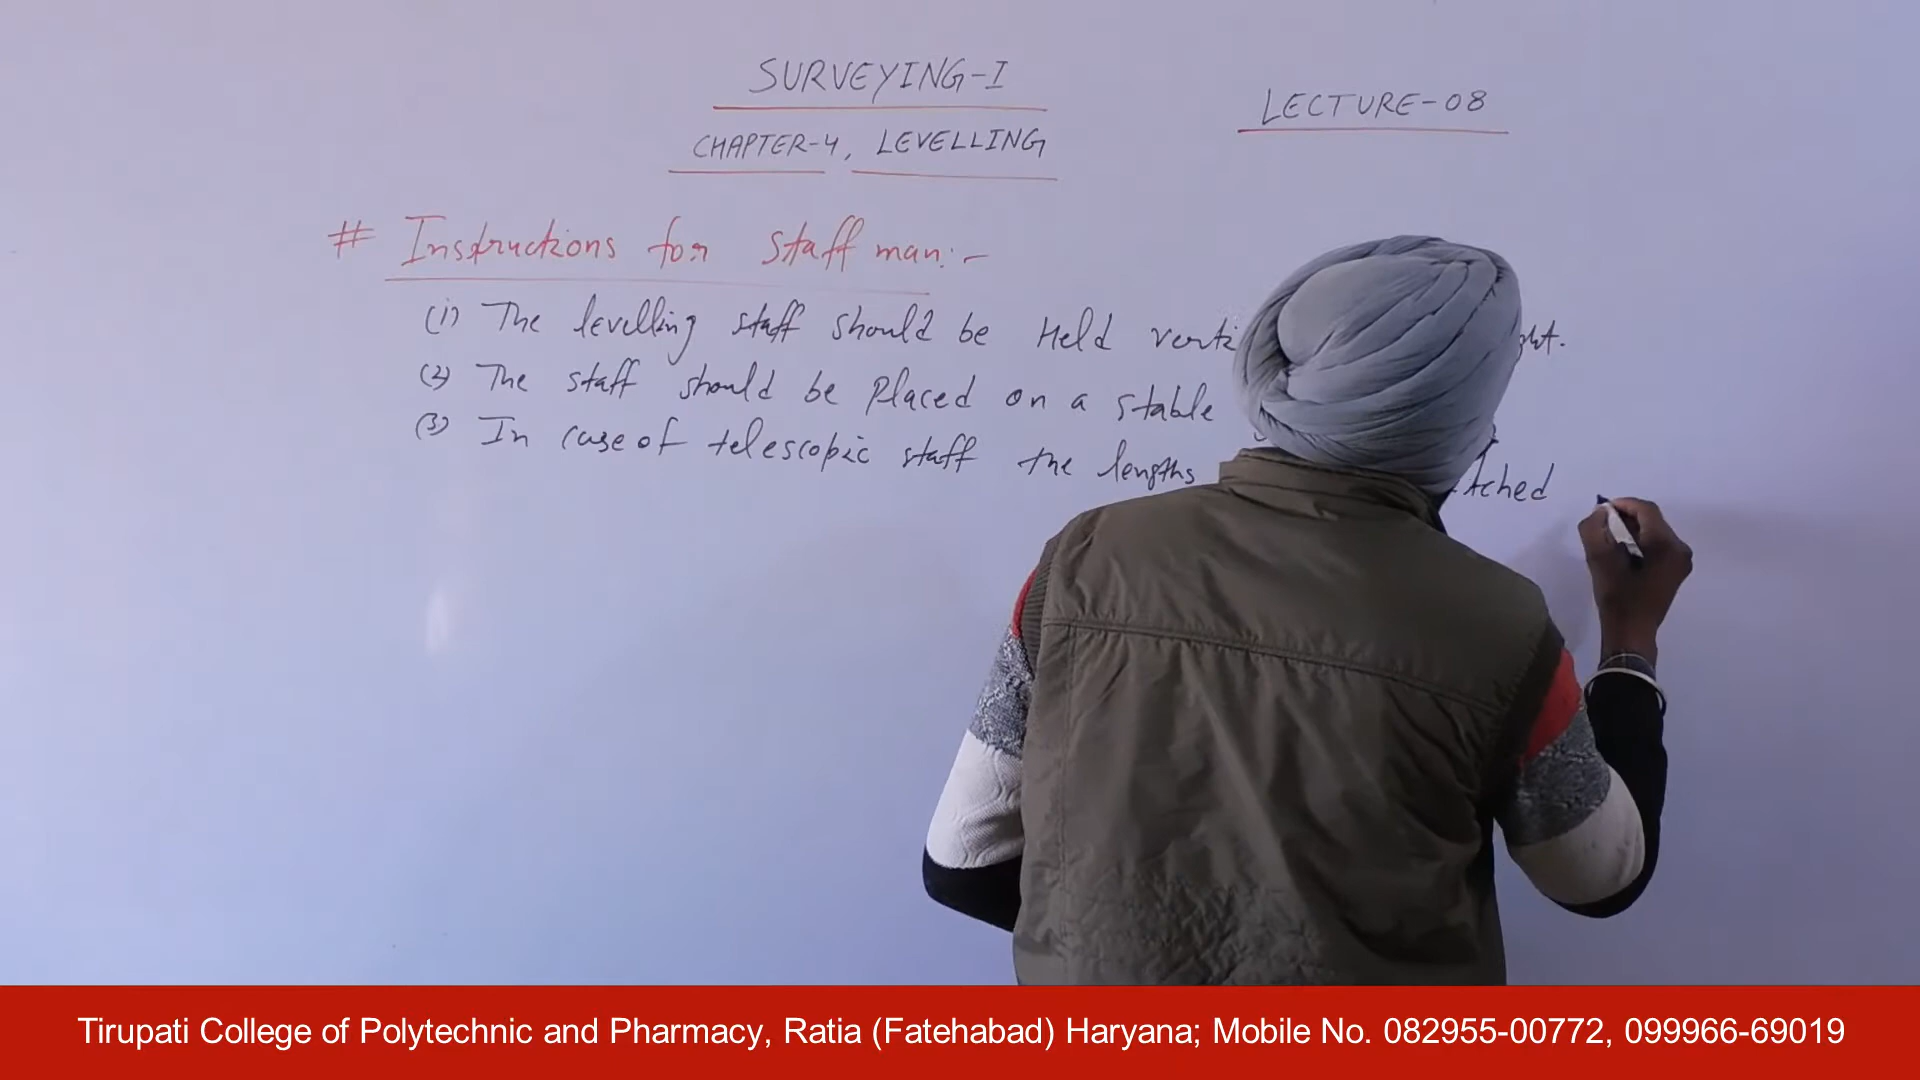 SURVEYING-I
LECTURE-08
CHAPTER-4, LEVELLING
# Instructions for Staff man:-
(1) The levelling staff should be Held
(2) The staff should be Placed on a stable
(3) In case of telescopic staff the lengths
Tirupati College of Polytechnic and Pharmacy, Ratia (Fatehabad) Haryana; Mobile No. 082955-00772, 099966-69019